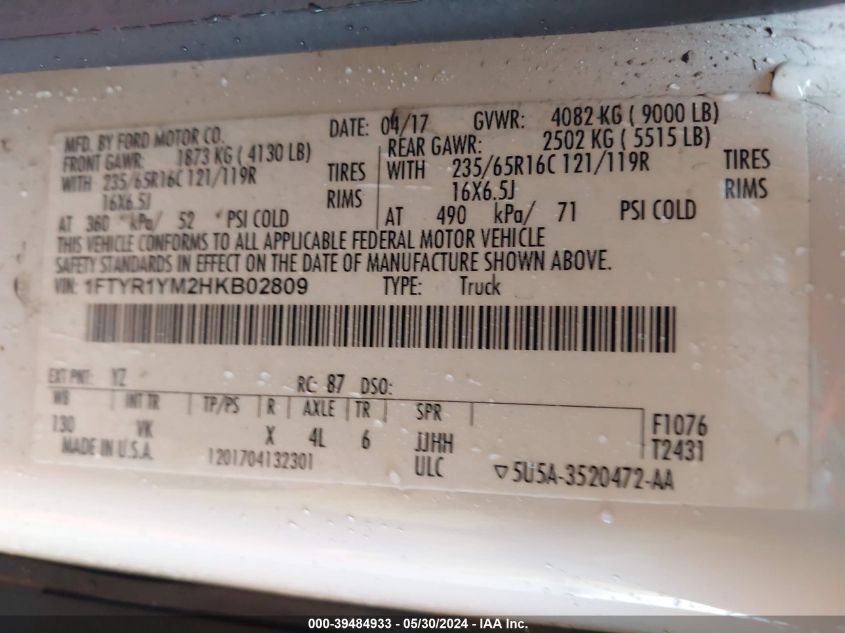 MFD. BY FORD MOTOR CO.
DATE: 04/17
GVWR: 4082 KG ( 9000 LB)
FRONT GAWR: 1873 KG ( 4130 LB)
REAR GAWR: 2502 KG ( 5515 LB)
WITH 235/65R16C 121/119R TIRES
WITH 235/65R16C 121/119R TIRES
16X6.5J RIMS
16X6.5J RIMS
AT 360 kPa/ 52 PSI COLD
AT 490 kPa/ 71 PSI COLD
THIS VEHICLE CONFORMS TO ALL APPLICABLE FEDERAL MOTOR VEHICLE
SAFETY STANDARDS IN EFFECT ON THE DATE OF MANUFACTURE SHOWN ABOVE.
VIN: 1FTYR1YM2HKB02809
TYPE: Truck
EXT PNT: YZ
RC: 87 DSO:
WB INT TR TP/PS R AXLE TR SPR
130 VK X 4L 6 JJHH
F1076
T2431
MADE IN U.S.A.
1201704132301
ULC
▽5U5A-3520472-AA
000-39484933 - 05/30/2024 - IAA Inc.